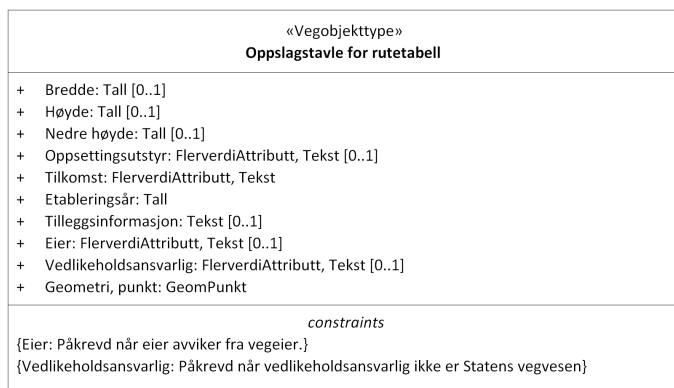 «Vegobjekttype»
Oppslagstavle for rutetabell
+ Bredde: Tall [0..1]
+ Høyde: Tall [0..1]
+ Nedre høyde: Tall [0..1]
+ Oppsettingsutstyr: FlerverdiAttributt, Tekst [0..1]
+ Tilkomst: FlerverdiAttributt, Tekst
+ Etableringsår: Tall
+ Tilleggsinformasjon: Tekst [0..1]
+ Eier: FlerverdiAttributt, Tekst [0..1]
+ Vedlikeholdsansvarlig: FlerverdiAttributt, Tekst [0..1]
+ Geometri, punkt: GeomPunkt
constraints
{Eier: Påkrevd når eier avviker fra vegeier.}
{Vedlikeholdsansvarlig: Påkrevd når vedlikeholdsansvarlig ikke er Statens vegvesen}